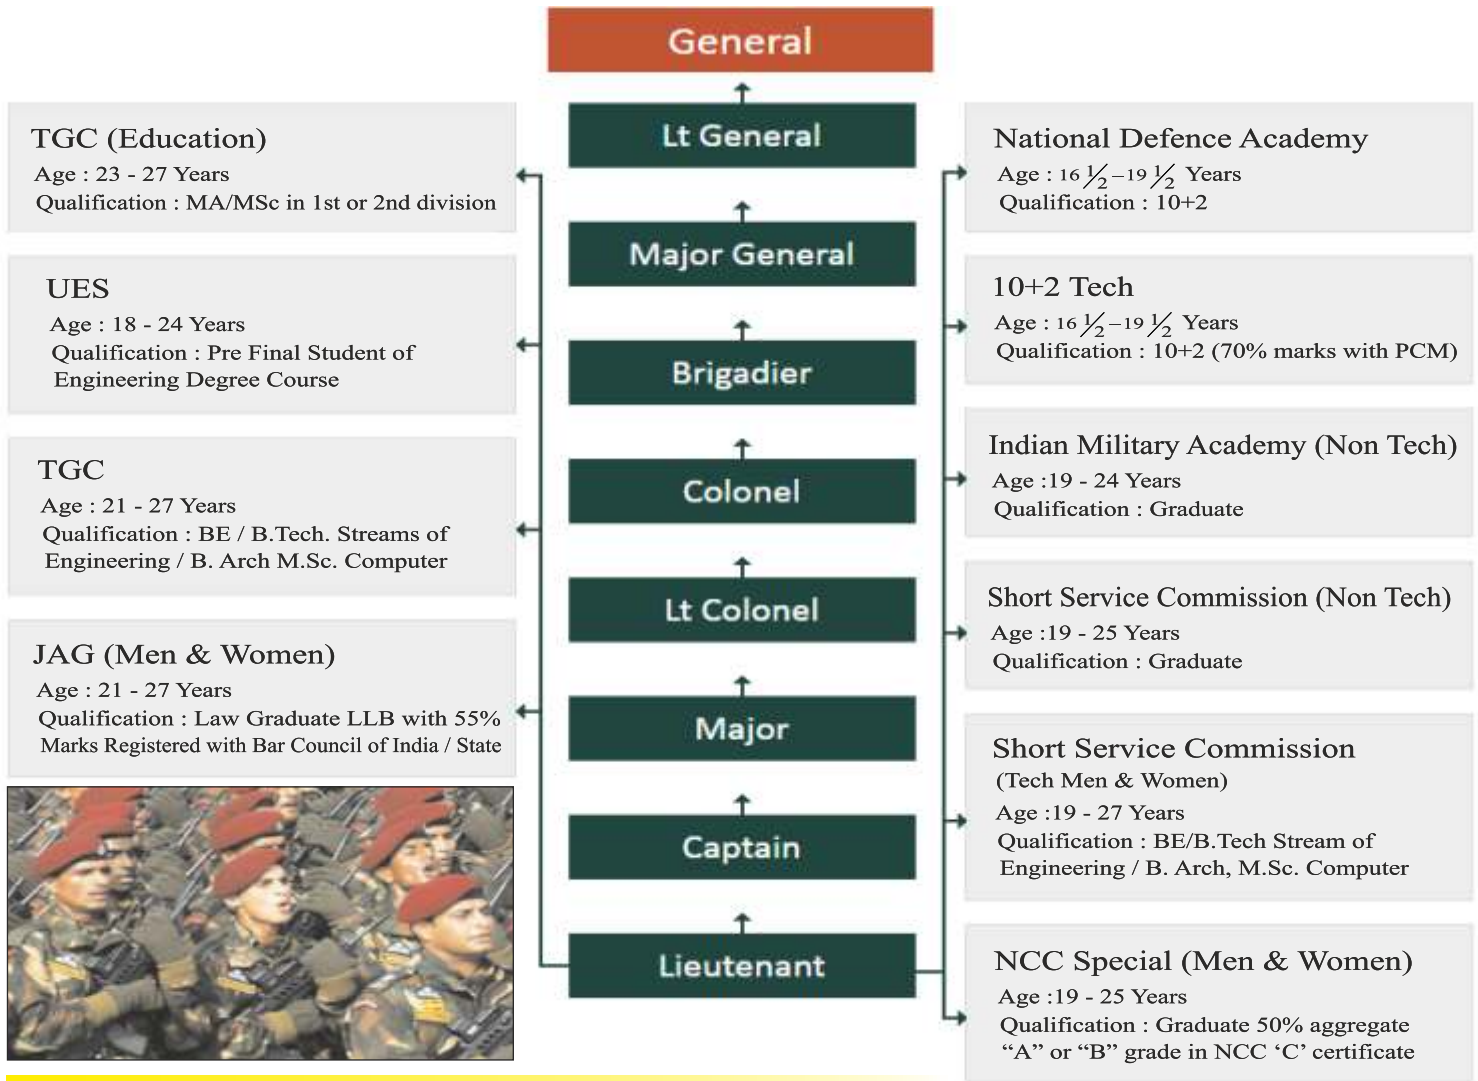 General
Lt General
Major General
Brigadier
Colonel
Lt Colonel
Major
Captain
Lieutenant
TGC (Education)
Age : 23 - 27 Years
Qualification : MA/MSc in 1st or 2nd division
UES
Age : 18 - 24 Years
Qualification : Pre Final Student of
Engineering Degree Course
TGC
Age : 21 - 27 Years
Qualification : BE / B.Tech. Streams of
Engineering / B. Arch M.Sc. Computer
JAG (Men & Women)
Age : 21 - 27 Years
Qualification : Law Graduate LLB with 55%
Marks Registered with Bar Council of India / State
National Defence Academy
Age : 16 1/2 – 19 1/2 Years
Qualification : 10+2
10+2 Tech
Age : 16 1/2 – 19 1/2 Years
Qualification : 10+2 (70% marks with PCM)
Indian Military Academy (Non Tech)
Age :19 - 24 Years
Qualification : Graduate
Short Service Commission (Non Tech)
Age :19 - 25 Years
Qualification : Graduate
Short Service Commission
(Tech Men & Women)
Age :19 - 27 Years
Qualification : BE/B.Tech Stream of
Engineering / B. Arch, M.Sc. Computer
NCC Special (Men & Women)
Age :19 - 25 Years
Qualification : Graduate 50% aggregate
“A” or “B” grade in NCC ‘C’ certificate